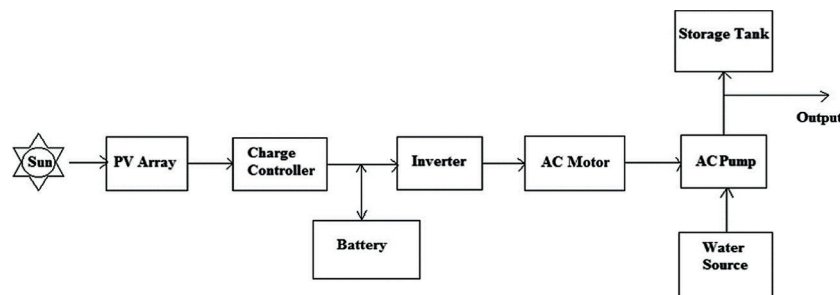 Storage Tank
Output
Sun
PV Array
Charge
Controller
Inverter
AC Motor
AC Pump
Battery
Water
Source